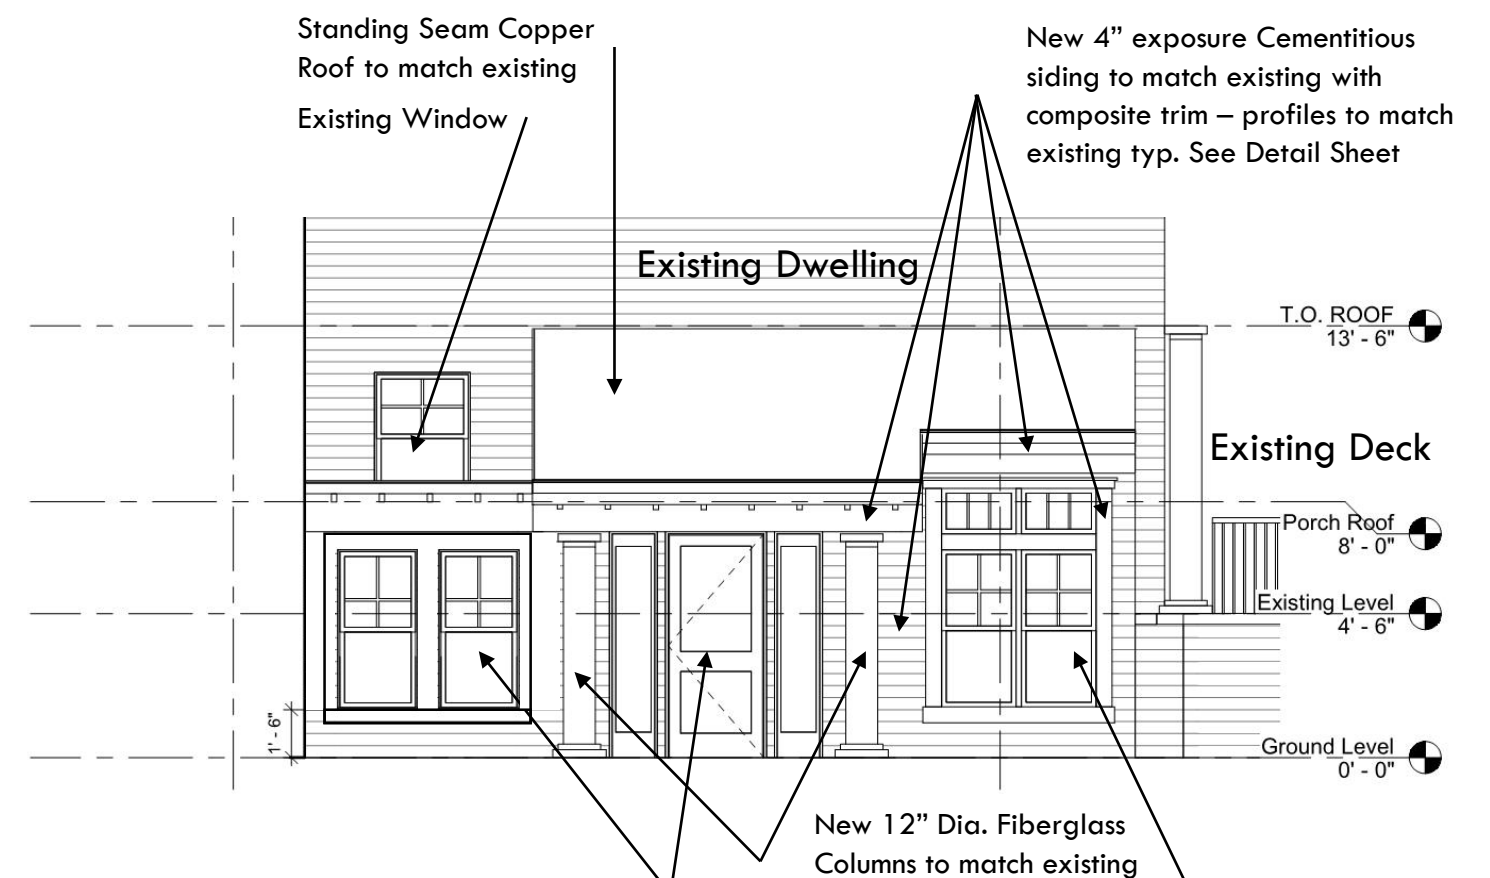 Standing Seam Copper
Roof to match existing
Existing Window
New 4” exposure Cementitious
siding to match existing with
composite trim – profiles to match
existing typ. See Detail Sheet
Existing Dwelling
T.O. ROOF
13' - 6"
Existing Deck
Porch Roof
8' - 0"
Existing Level
4' - 6"
1' - 6"
Ground Level
0' - 0"
New 12” Dia. Fiberglass
Columns to match existing